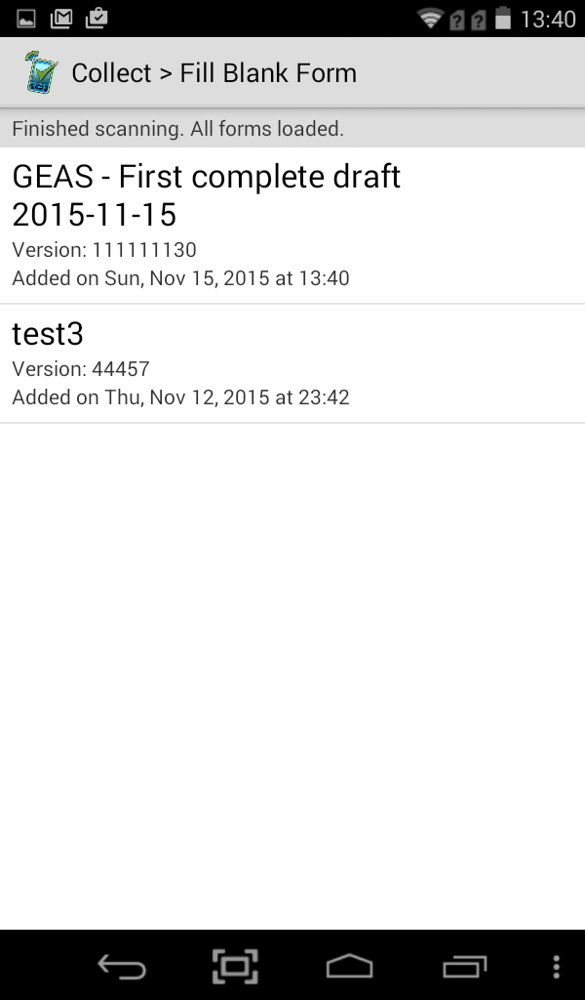 13:40
Collect > Fill Blank Form
Finished scanning. All forms loaded.
GEAS - First complete draft
2015-11-15
Version: 111111130
Added on Sun, Nov 15, 2015 at 13:40
test3
Version: 44457
Added on Thu, Nov 12, 2015 at 23:42